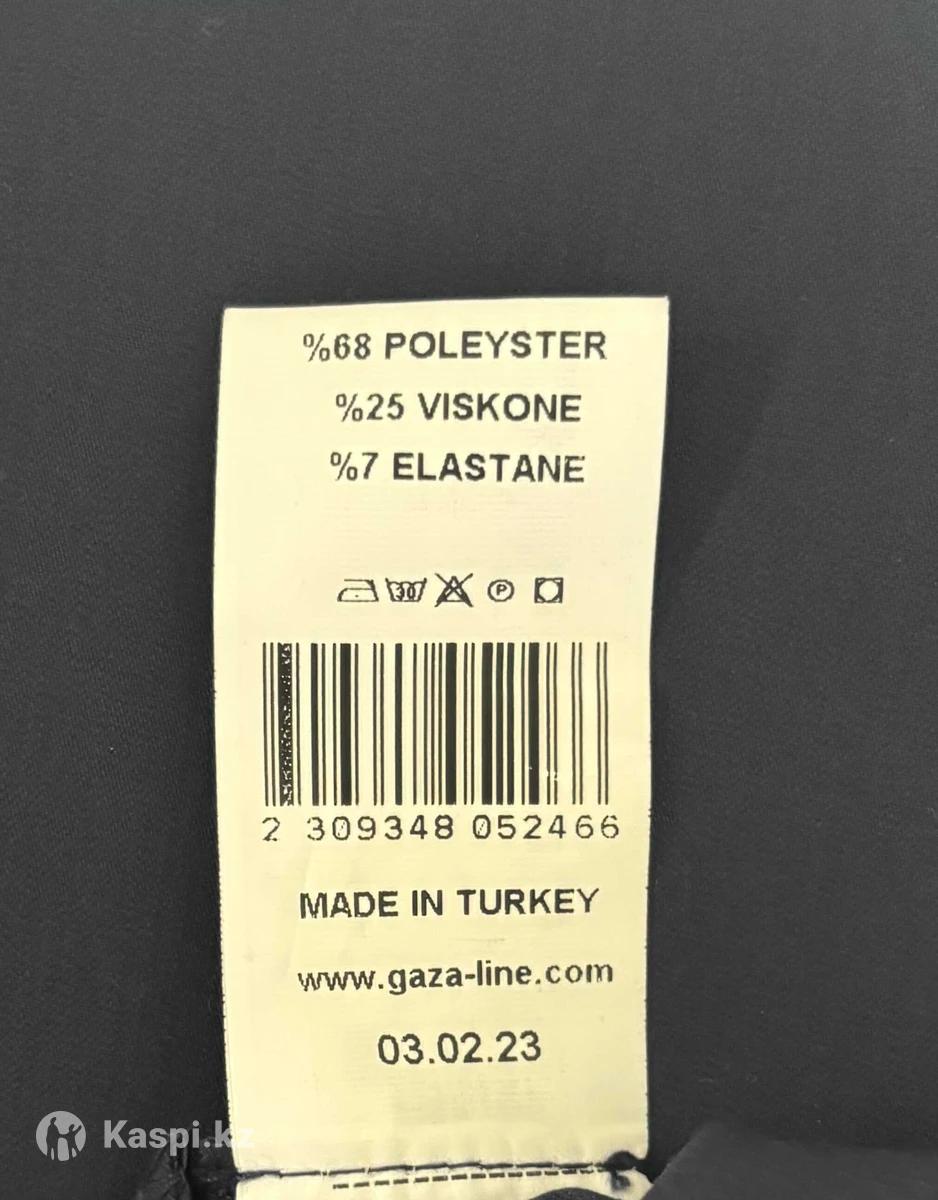 %68 POLEYSTER
%25 VISKONE
%7 ELASTANE
30 P
2 309348 052466
MADE IN TURKEY
www.gaza-line.com
03.02.23
Kaspi.kz